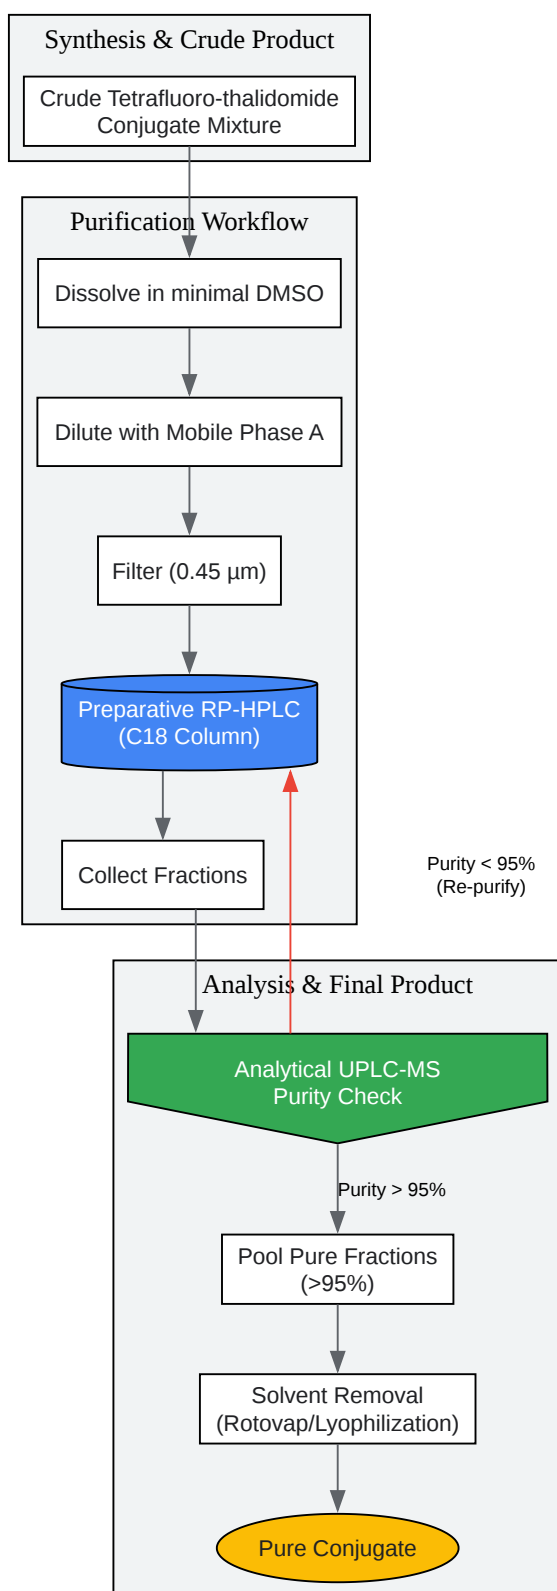 Synthesis & Crude Product
Crude Tetrafluoro-thalidomide
Conjugate Mixture
Purification Workflow
Dissolve in minimal DMSO
Dilute with Mobile Phase A
Filter (0.45 µm)
Preparative RP-HPLC
(C18 Column)
Collect Fractions
Purity < 95%
(Re-purify)
Analysis & Final Product
Analytical UPLC-MS
Purity Check
Purity > 95%
Pool Pure Fractions
(>95%)
Solvent Removal
(Rotovap/Lyophilization)
Pure Conjugate